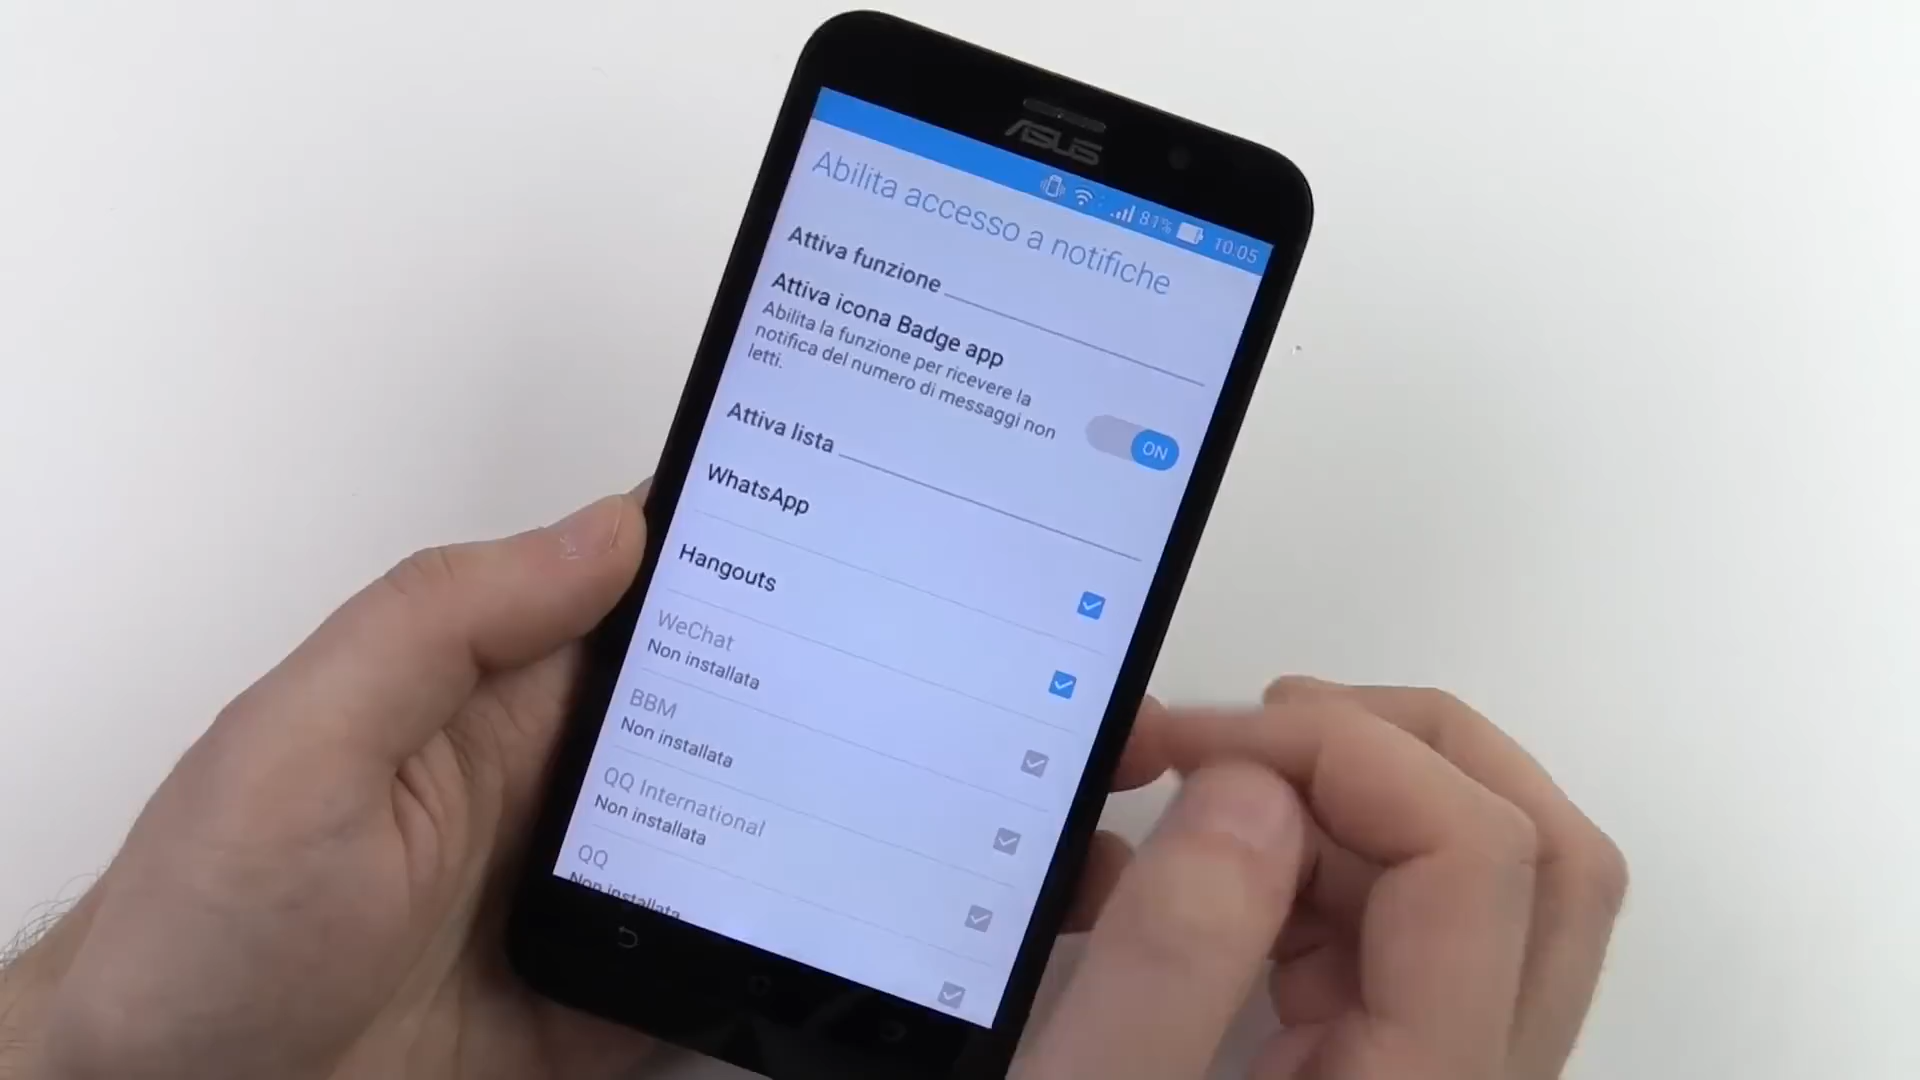 ASUS
81% 10:05
Abilita accesso a notifiche
Attiva funzione
Attiva icona Badge app
Abilita la funzione per ricevere la
notifica del numero di messaggi non
letti.
ON
Attiva lista
WhatsApp
Hangouts
WeChat
Non installata
BBM
Non installata
QQ International
Non installata
QQ
Non installata